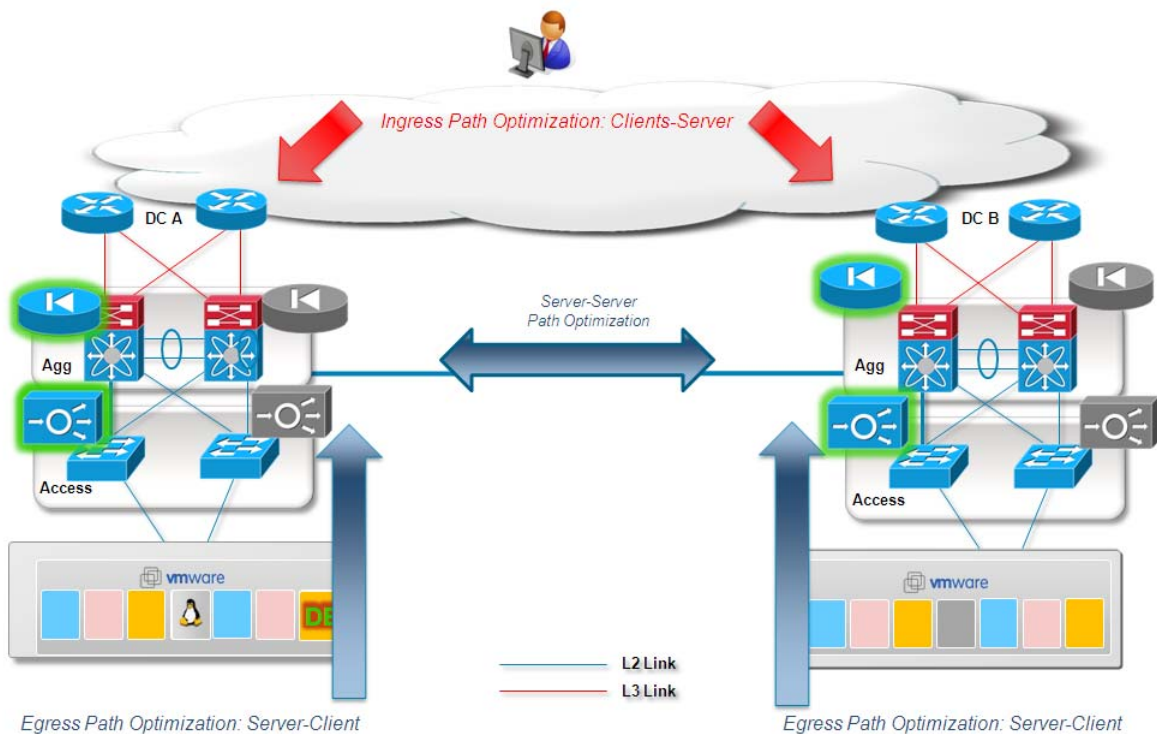 Ingress Path Optimization: Clients-Server
DC A
DC B
Server-Server
Path Optimization
Agg
Agg
Access
Access
vmware
DB
vmware
L2 Link
L3 Link
Egress Path Optimization: Server-Client
Egress Path Optimization: Server-Client